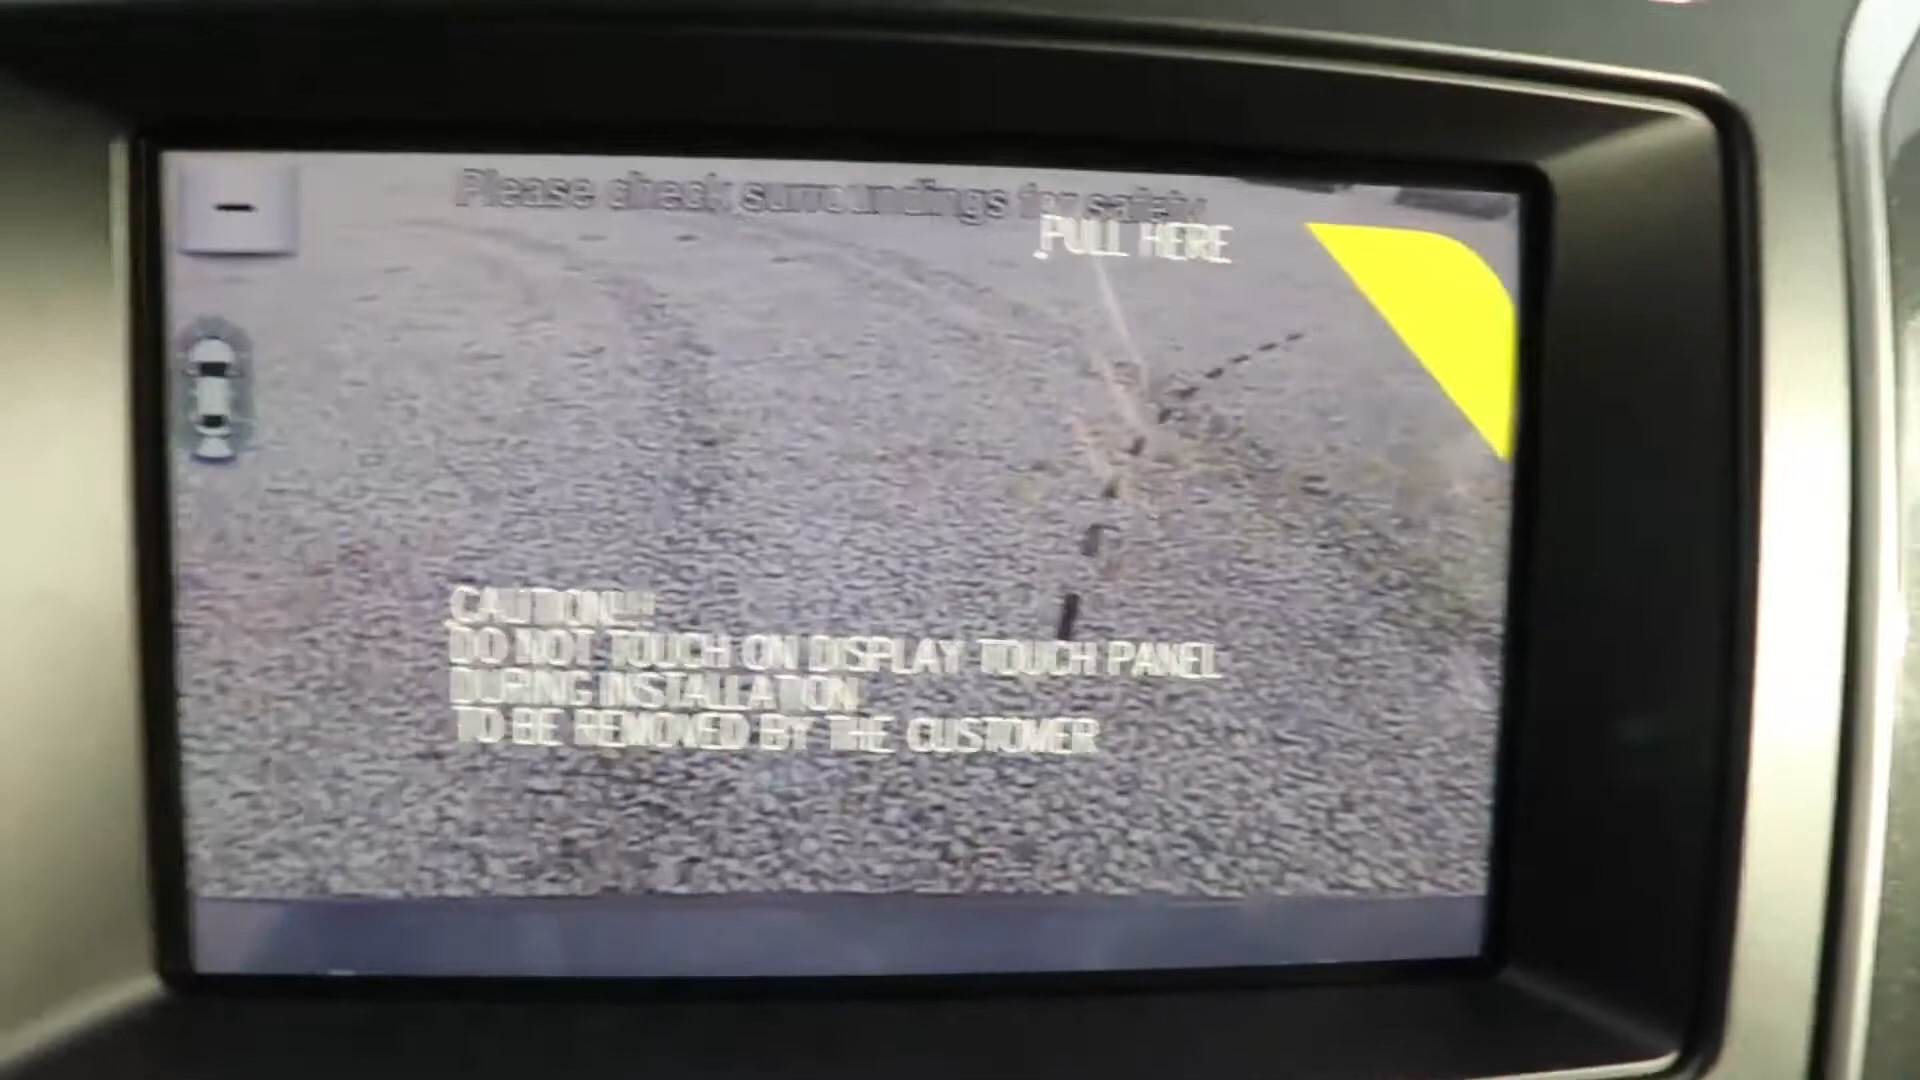 Please check surroundings for safety
PULL HERE
CAUTION!!!
DO NOT TOUCH ON DISPLAY TOUCH PANEL
DURING INSTALLATION
TO BE REMOVED BY THE CUSTOMER